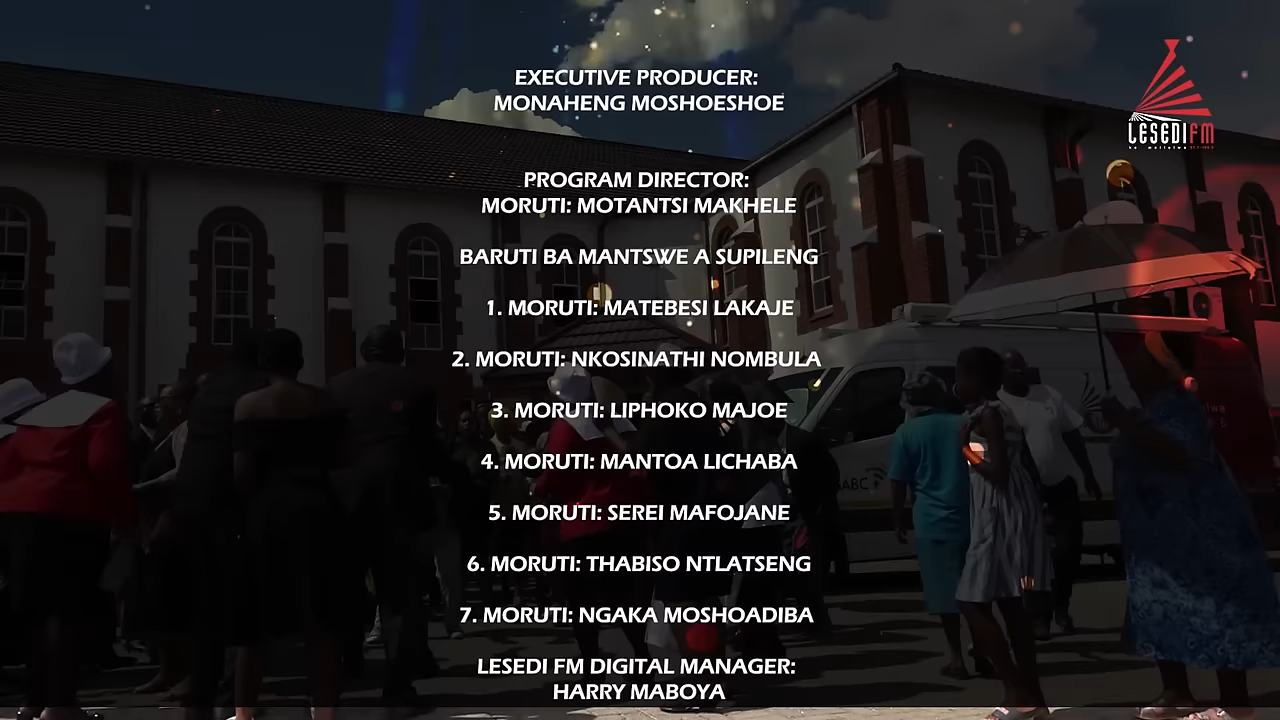 EXECUTIVE PRODUCER:
MONAHENG MOSHOESHOE
LESEDI FM
PROGRAM DIRECTOR:
MORUTI: MOTANTSI MAKHELE
BARUTI BA MANTSWE A SUPILENG
1. MORUTI: MATEBESI LAKAJE
2. MORUTI: NKOSINATHI NOMBULA
3. MORUTI: LIPHOKO MAJOE
4. MORUTI: MANTOA LICHABA
5. MORUTI: SEREI MAFOJANE
6. MORUTI: THABISO NTLATSENG
7. MORUTI: NGAKA MOSHOADIBA
LESEDI FM DIGITAL MANAGER:
HARRY MABOYA